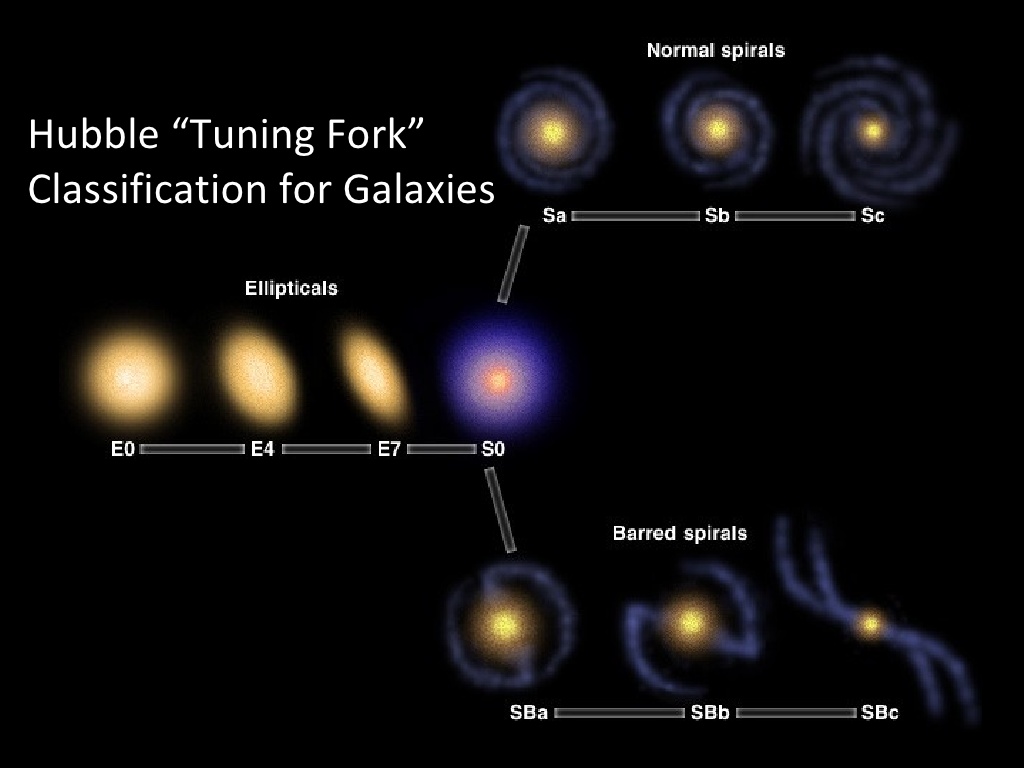 Hubble “Tuning Fork”
Classification for Galaxies
Normal spirals
Sa Sb Sc
Ellipticals
E0 E4 E7 S0
Barred spirals
SBa SBb SBc